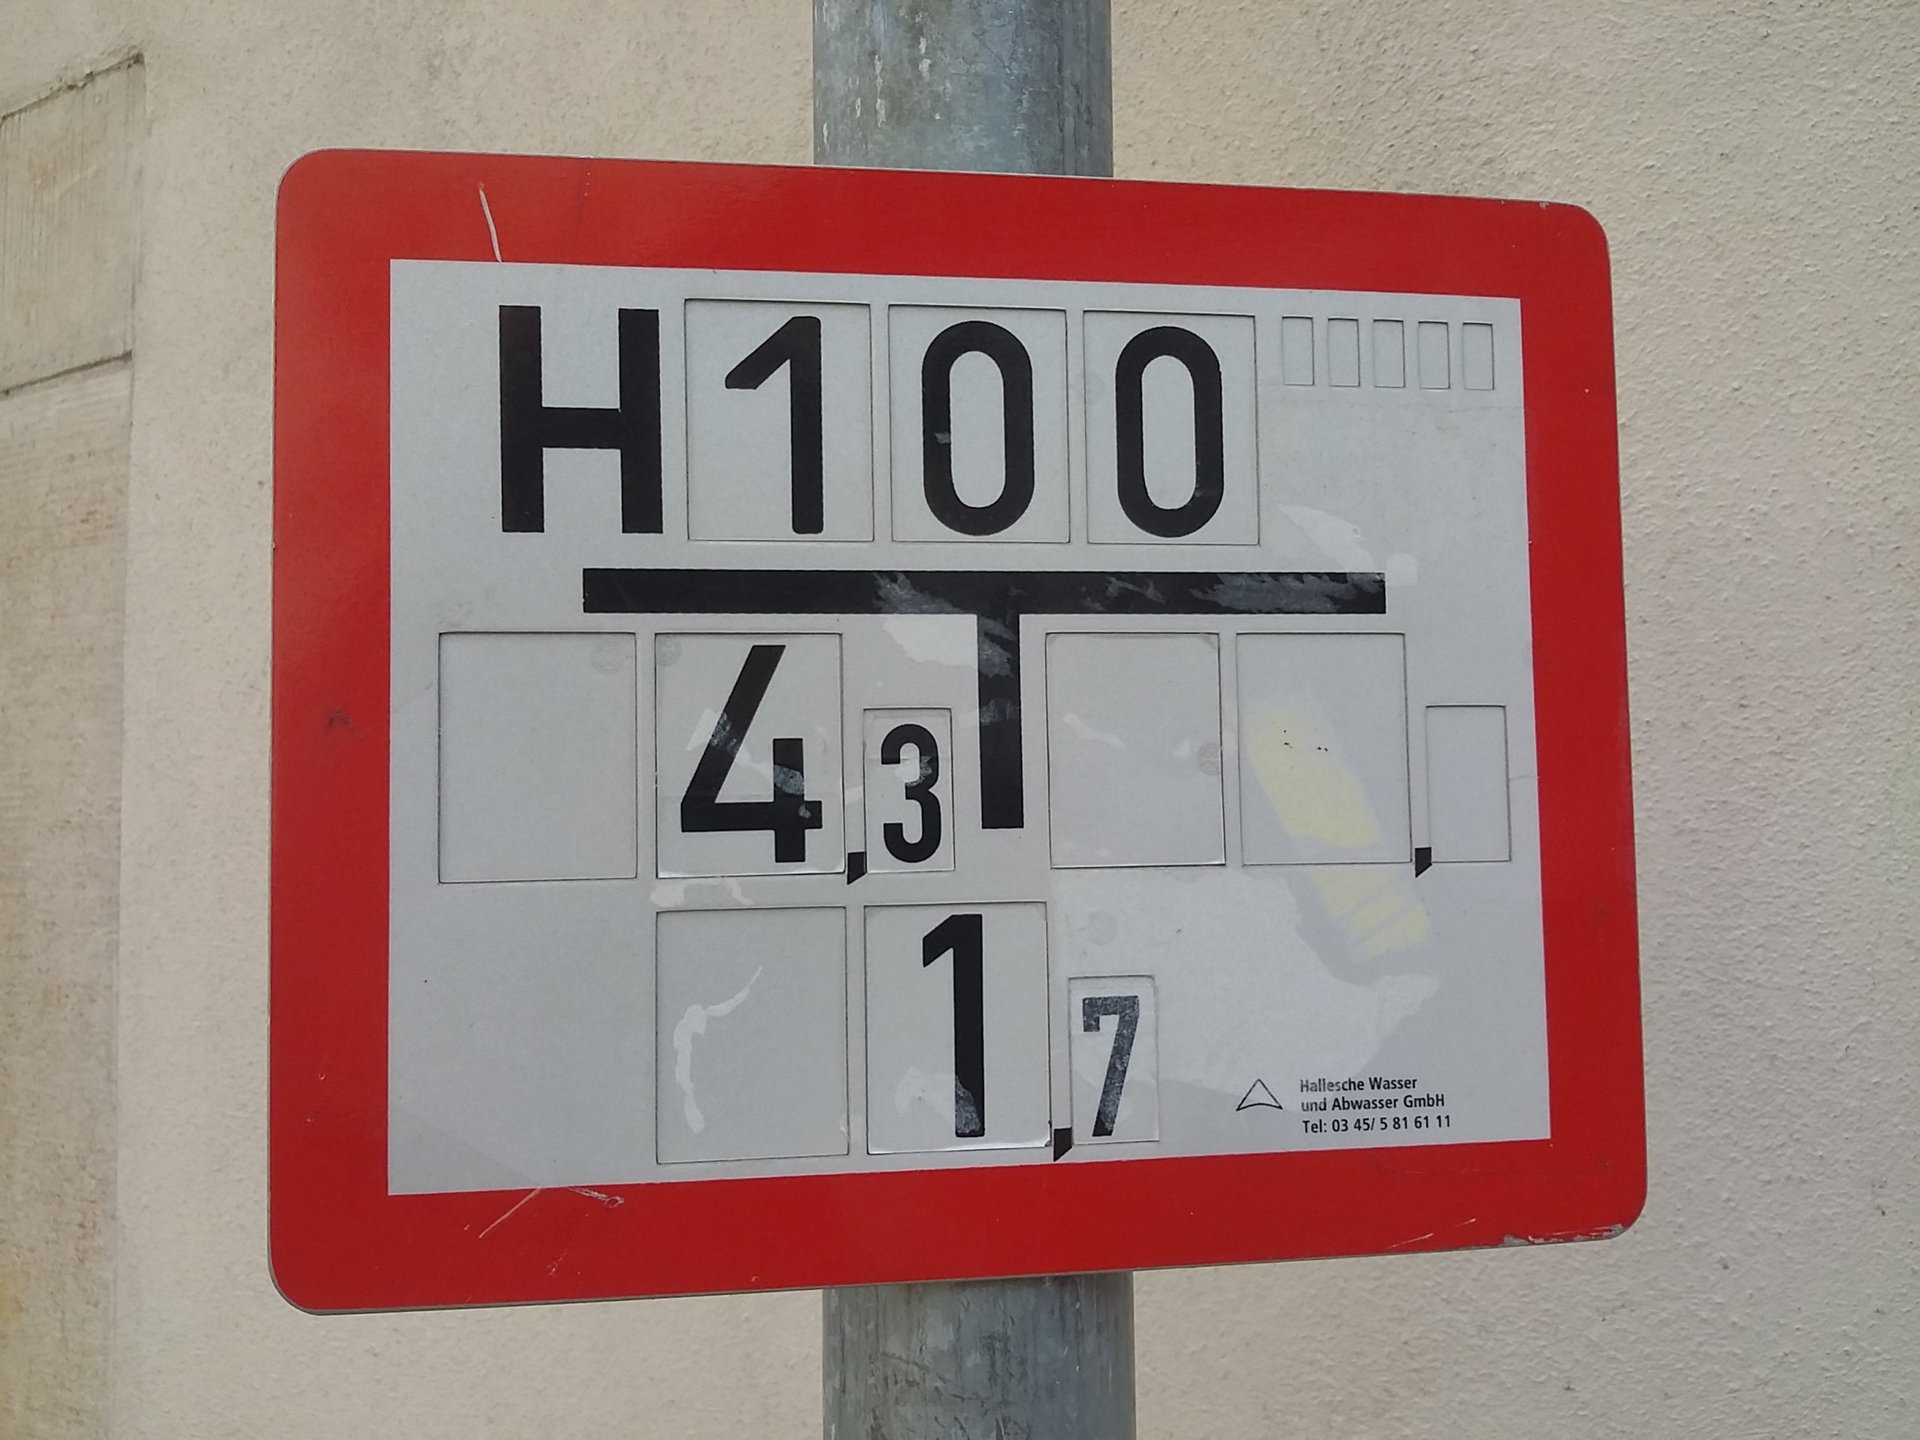 H100
4,3 ,
1,7
Hallesche Wasser
und Abwasser GmbH
Tel: 03 45/ 5 81 61 11